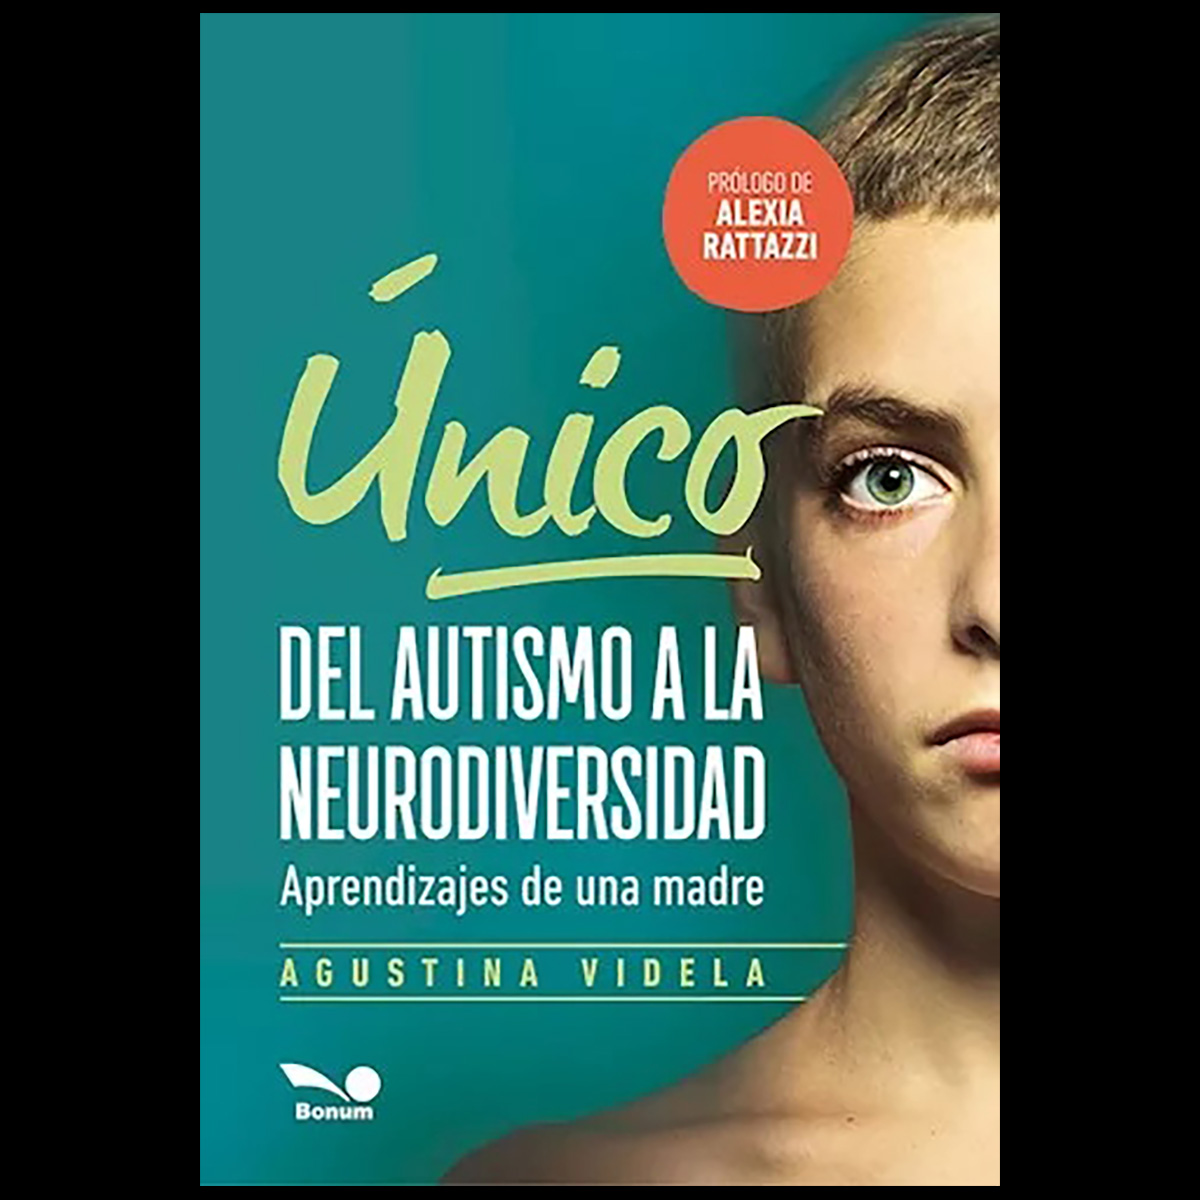 PRÓLOGO DE
ALEXIA
RATTAZZI
Único
DEL AUTISMO A LA
NEURODIVERSIDAD
Aprendizajes de una madre
AGUSTINA VIDELA
Bonum